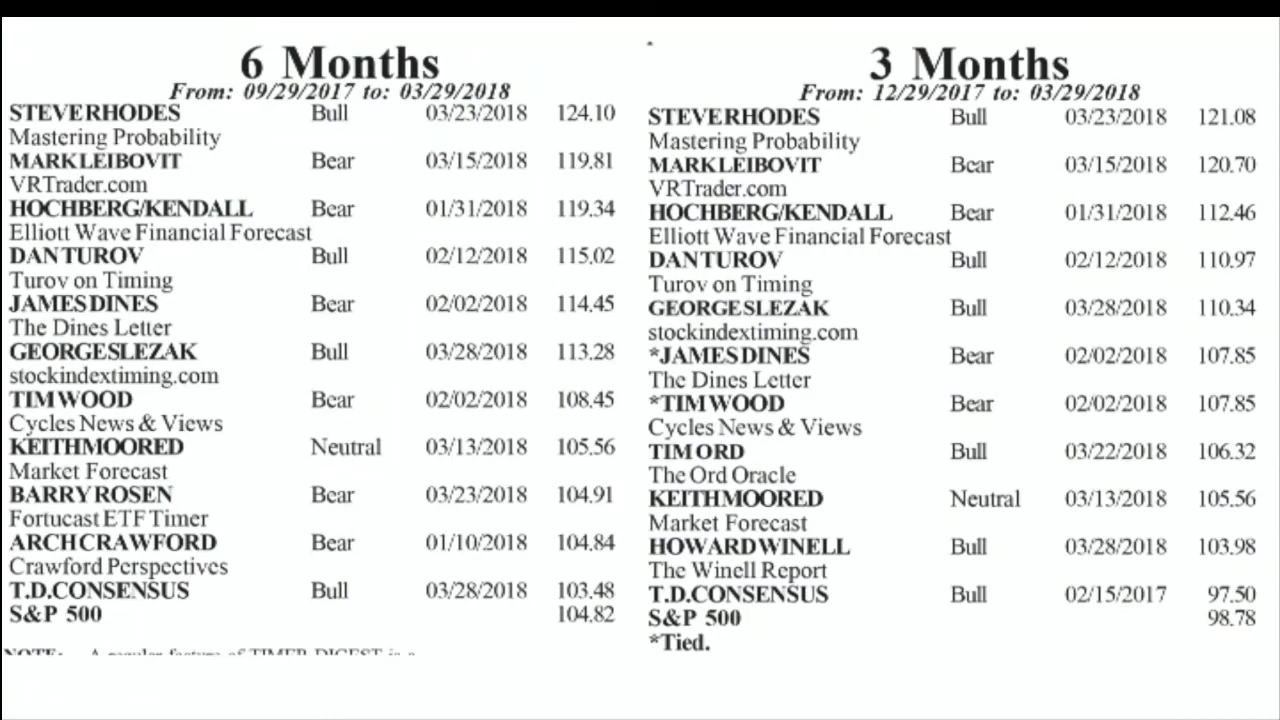 6 Months
From: 09/29/2017 to: 03/29/2018
STEVERHODES Bull 03/23/2018 124.10
Mastering Probability
MARKLEIBOVIT Bear 03/15/2018 119.81
VRTrader.com
HOCHBERG/KENDALL Bear 01/31/2018 119.34
Elliott Wave Financial Forecast
DANTUROV Bull 02/12/2018 115.02
Turov on Timing
JAMESDINES Bear 02/02/2018 114.45
The Dines Letter
GEORGESLEZAK Bull 03/28/2018 113.28
stockindextiming.com
TIMWOOD Bear 02/02/2018 108.45
Cycles News & Views
KEITHMOORED Neutral 03/13/2018 105.56
Market Forecast
BARRYROSEN Bear 03/23/2018 104.91
Fortucast ETF Timer
ARCHCRAWFORD Bear 01/10/2018 104.84
Crawford Perspectives
T.D.CONSENSUS Bull 03/28/2018 103.48
S&P 500 104.82
NOTE: A regular feature of TIMER DIGEST is a
3 Months
From: 12/29/2017 to: 03/29/2018
STEVERHODES Bull 03/23/2018 121.08
Mastering Probability
MARKLEIBOVIT Bear 03/15/2018 120.70
VRTrader.com
HOCHBERG/KENDALL Bear 01/31/2018 112.46
Elliott Wave Financial Forecast
DANTUROV Bull 02/12/2018 110.97
Turov on Timing
GEORGESLEZAK Bull 03/28/2018 110.34
stockindextiming.com
*JAMESDINES Bear 02/02/2018 107.85
The Dines Letter
*TIMWOOD Bear 02/02/2018 107.85
Cycles News & Views
TIMORD Bull 03/22/2018 106.32
The Ord Oracle
KEITHMOORED Neutral 03/13/2018 105.56
Market Forecast
HOWARDWINELL Bull 03/28/2018 103.98
The Winell Report
T.D.CONSENSUS Bull 02/15/2017 97.50
S&P 500 98.78
*Tied.